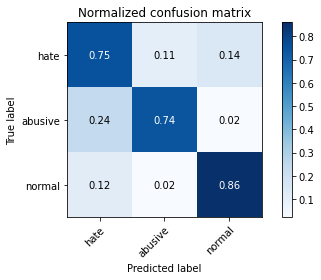 Normalized confusion matrix
hate 0.75 0.11 0.14
abusive 0.24 0.74 0.02
normal 0.12 0.02 0.86
hate abusive normal
True label
Predicted label
0.8
0.7
0.6
0.5
0.4
0.3
0.2
0.1